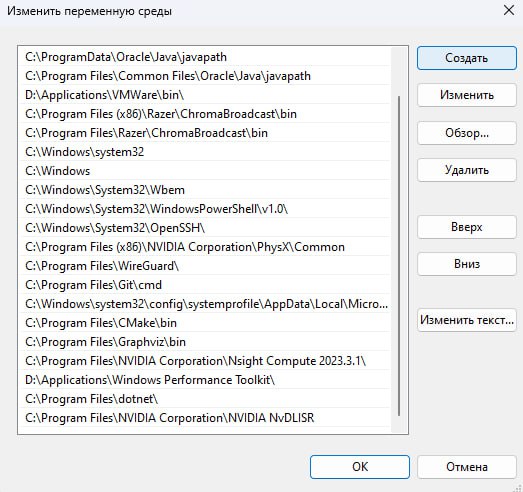 Изменить переменную среды
C:\ProgramData\Oracle\Java\javapath
C:\Program Files\Common Files\Oracle\Java\javapath
D:\Applications\VMWare\bin\
C:\Program Files (x86)\Razer\ChromaBroadcast\bin
C:\Program Files\Razer\ChromaBroadcast\bin
C:\Windows\system32
C:\Windows
C:\Windows\System32\Wbem
C:\Windows\System32\WindowsPowerShell\v1.0\
C:\Windows\System32\OpenSSH\
C:\Program Files (x86)\NVIDIA Corporation\PhysX\Common
C:\Program Files\WireGuard\
C:\Program Files\Git\cmd
C:\Windows\system32\config\systemprofile\AppData\Local\Micro...
C:\Program Files\CMake\bin
C:\Program Files\Graphviz\bin
C:\Program Files\NVIDIA Corporation\Nsight Compute 2023.3.1\
D:\Applications\Windows Performance Toolkit\
C:\Program Files\dotnet\
C:\Program Files\NVIDIA Corporation\NVIDIA NvDLISR
Создать
Изменить
Обзор...
Удалить
Вверх
Вниз
Изменить текст...
ОК
Отмена